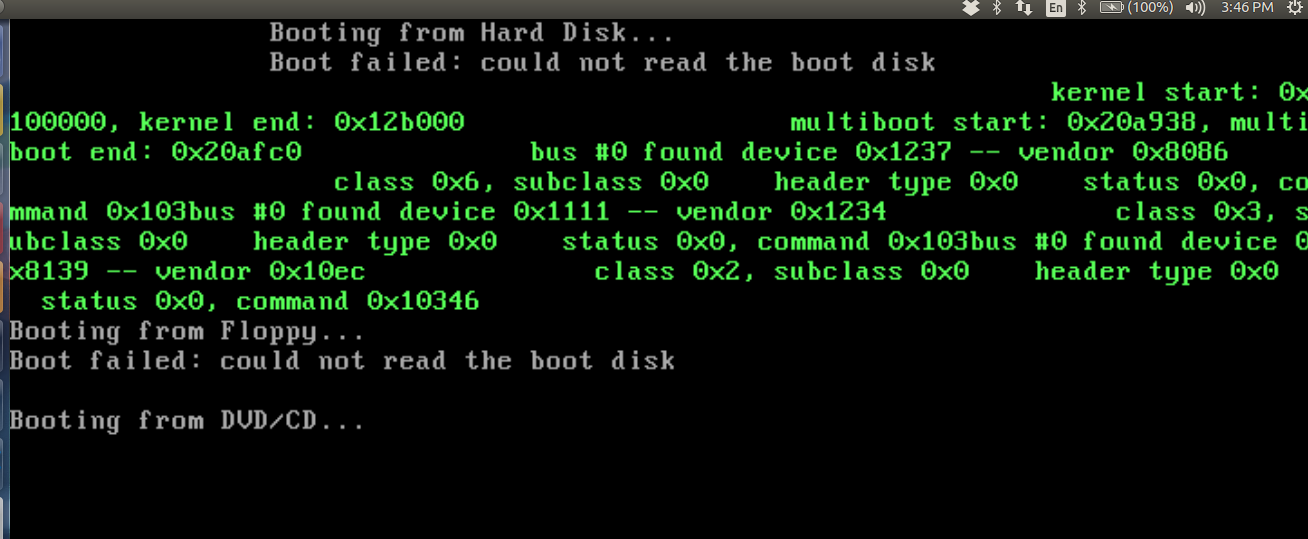 En (100%) 3:46 PM
Booting from Hard Disk...
Boot failed: could not read the boot disk
kernel start: 0x
100000, kernel end: 0x12b000 multiboot start: 0x20a938, multi
boot end: 0x20afc0 bus #0 found device 0x1237 -- vendor 0x8086
class 0x6, subclass 0x0 header type 0x0 status 0x0, co
mmand 0x103bus #0 found device 0x1111 -- vendor 0x1234 class 0x3, s
ubclass 0x0 header type 0x0 status 0x0, command 0x103bus #0 found device 0
x8139 -- vendor 0x10ec class 0x2, subclass 0x0 header type 0x0
status 0x0, command 0x10346
Booting from Floppy...
Boot failed: could not read the boot disk
Booting from DVD/CD...